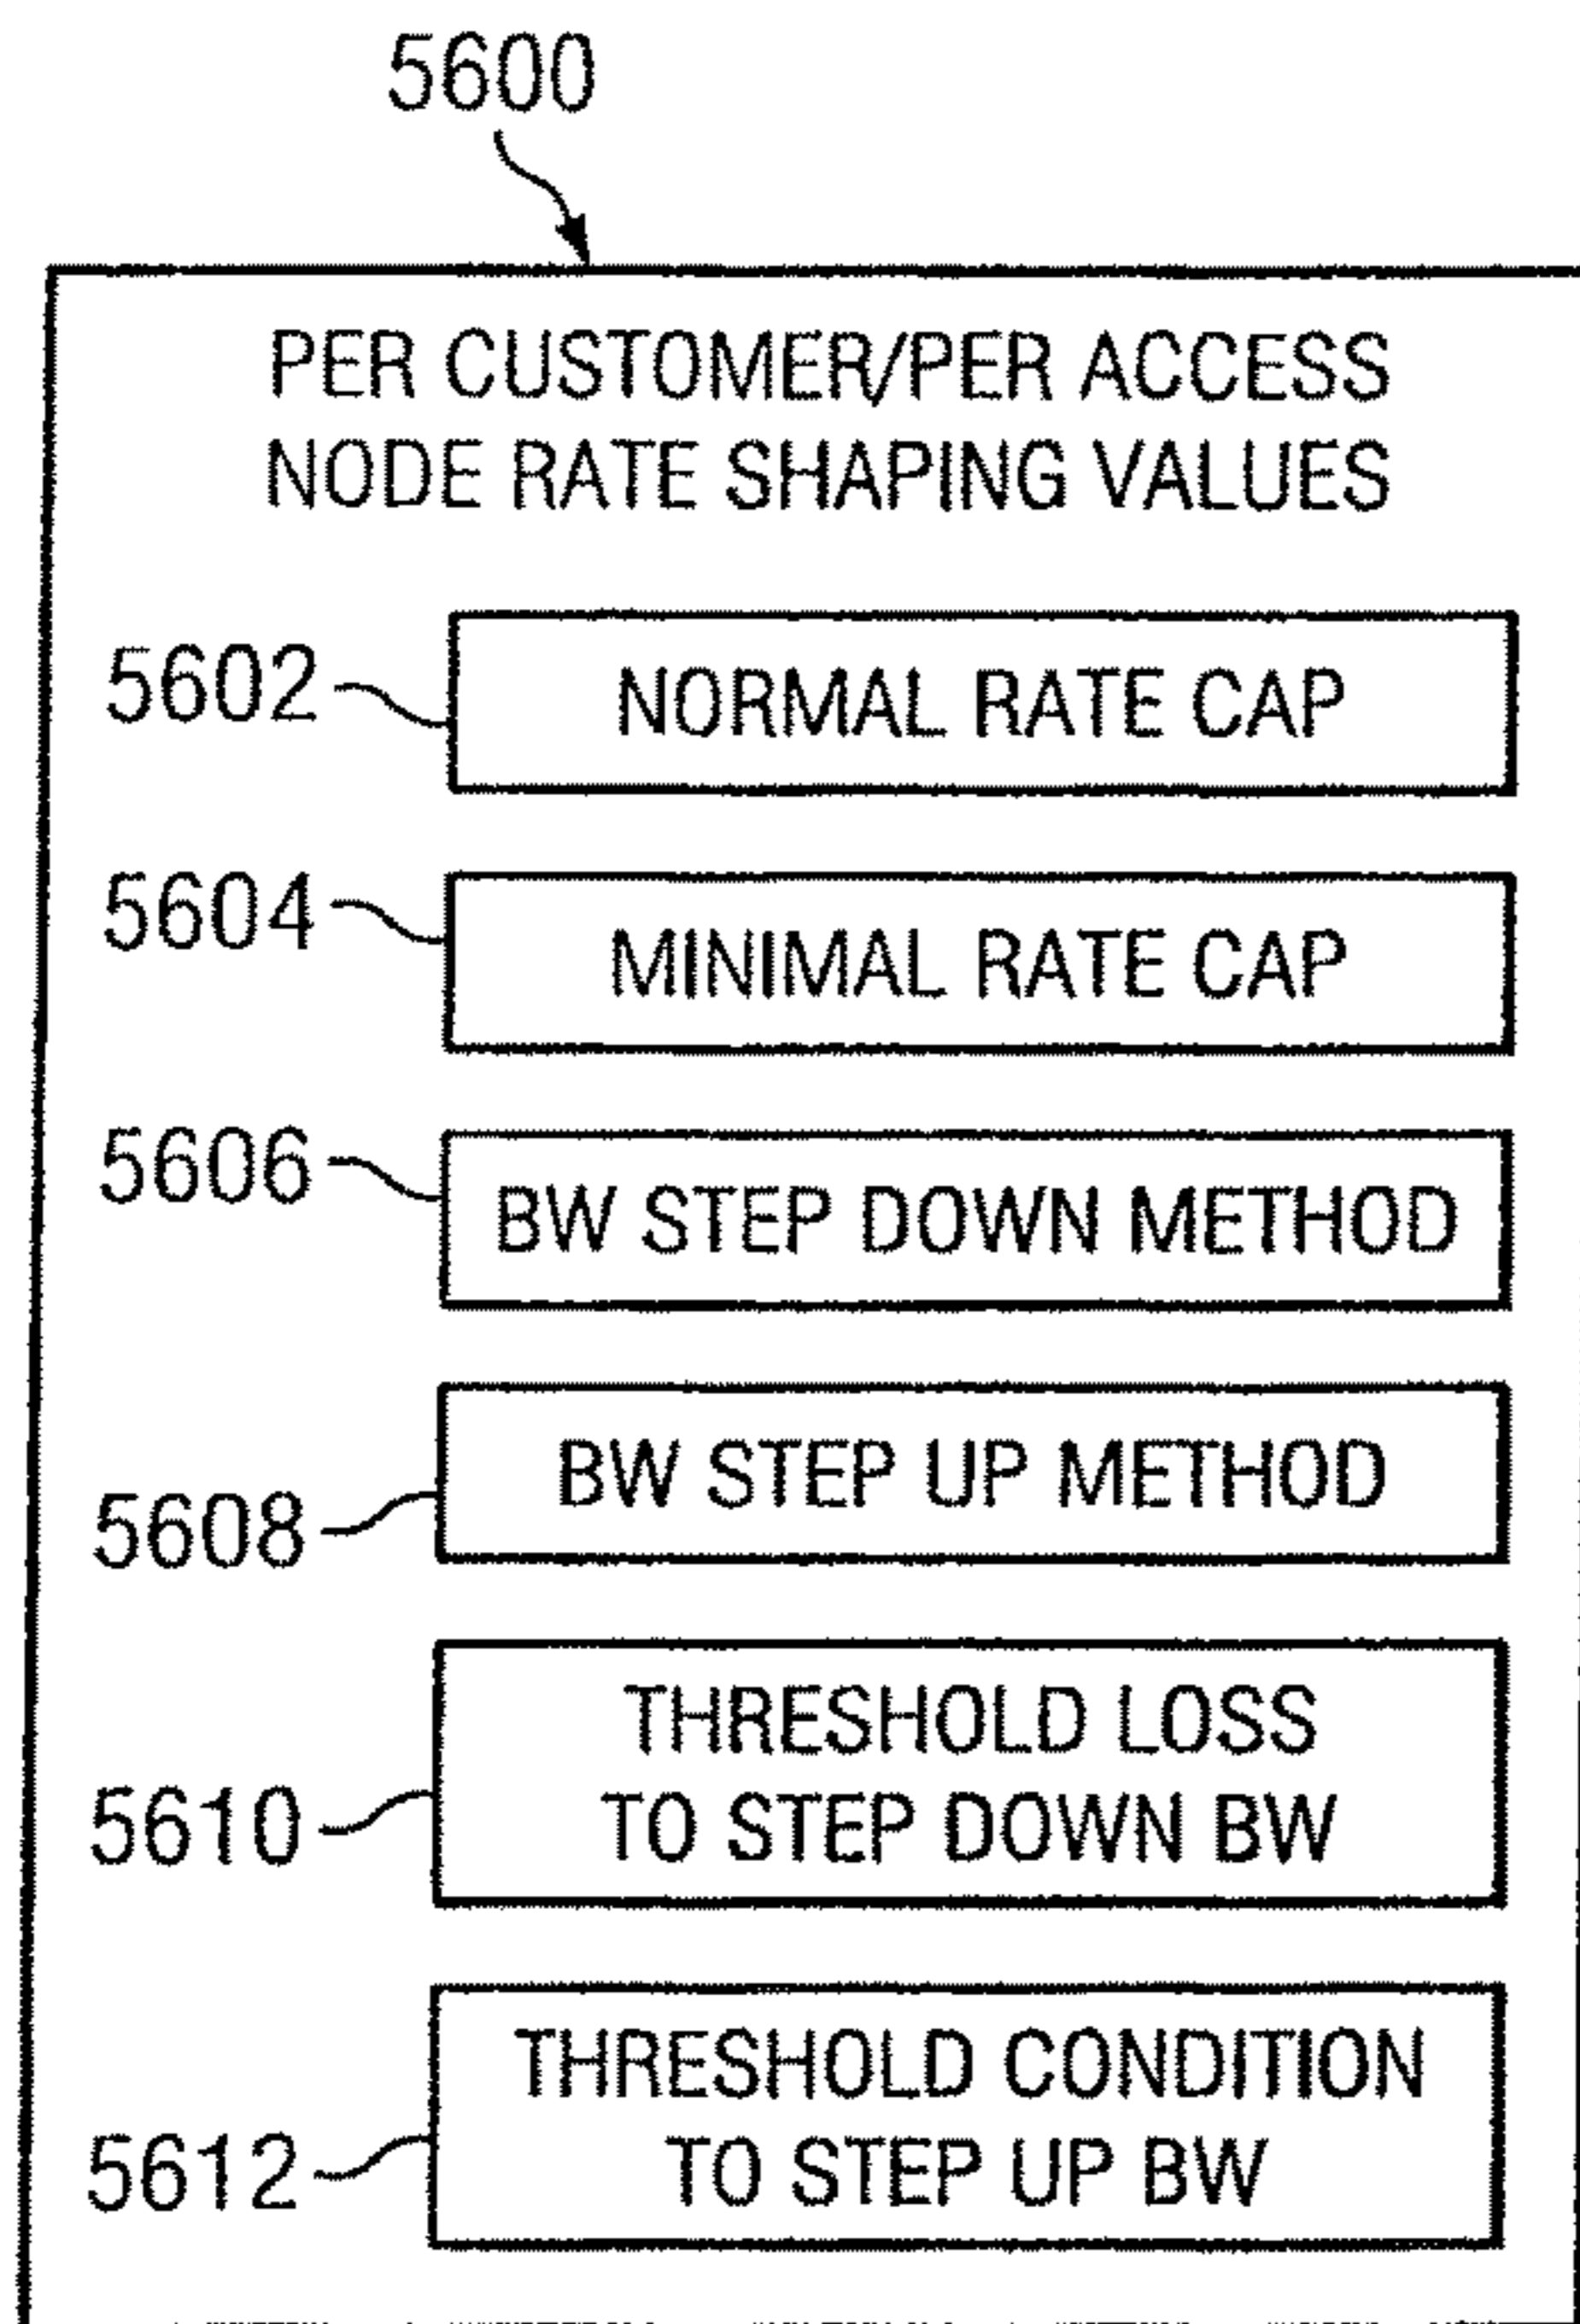 5600
PER CUSTOMER/PER ACCESS
NODE RATE SHAPING VALUES
5602
NORMAL RATE CAP
5604
MINIMAL RATE CAP
5606
BW STEP DOWN METHOD
5608
BW STEP UP METHOD
5610
THRESHOLD LOSS
TO STEP DOWN BW
5612
THRESHOLD CONDITION
TO STEP UP BW